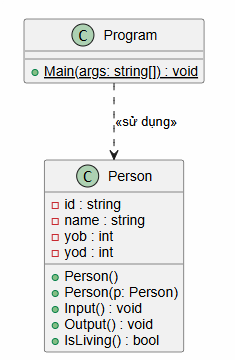 C Program
Main(args: string[]) : void
«sử dụng»
C Person
id : string
name : string
yob : int
yod : int
Person()
Person(p: Person)
Input() : void
Output() : void
IsLiving() : bool